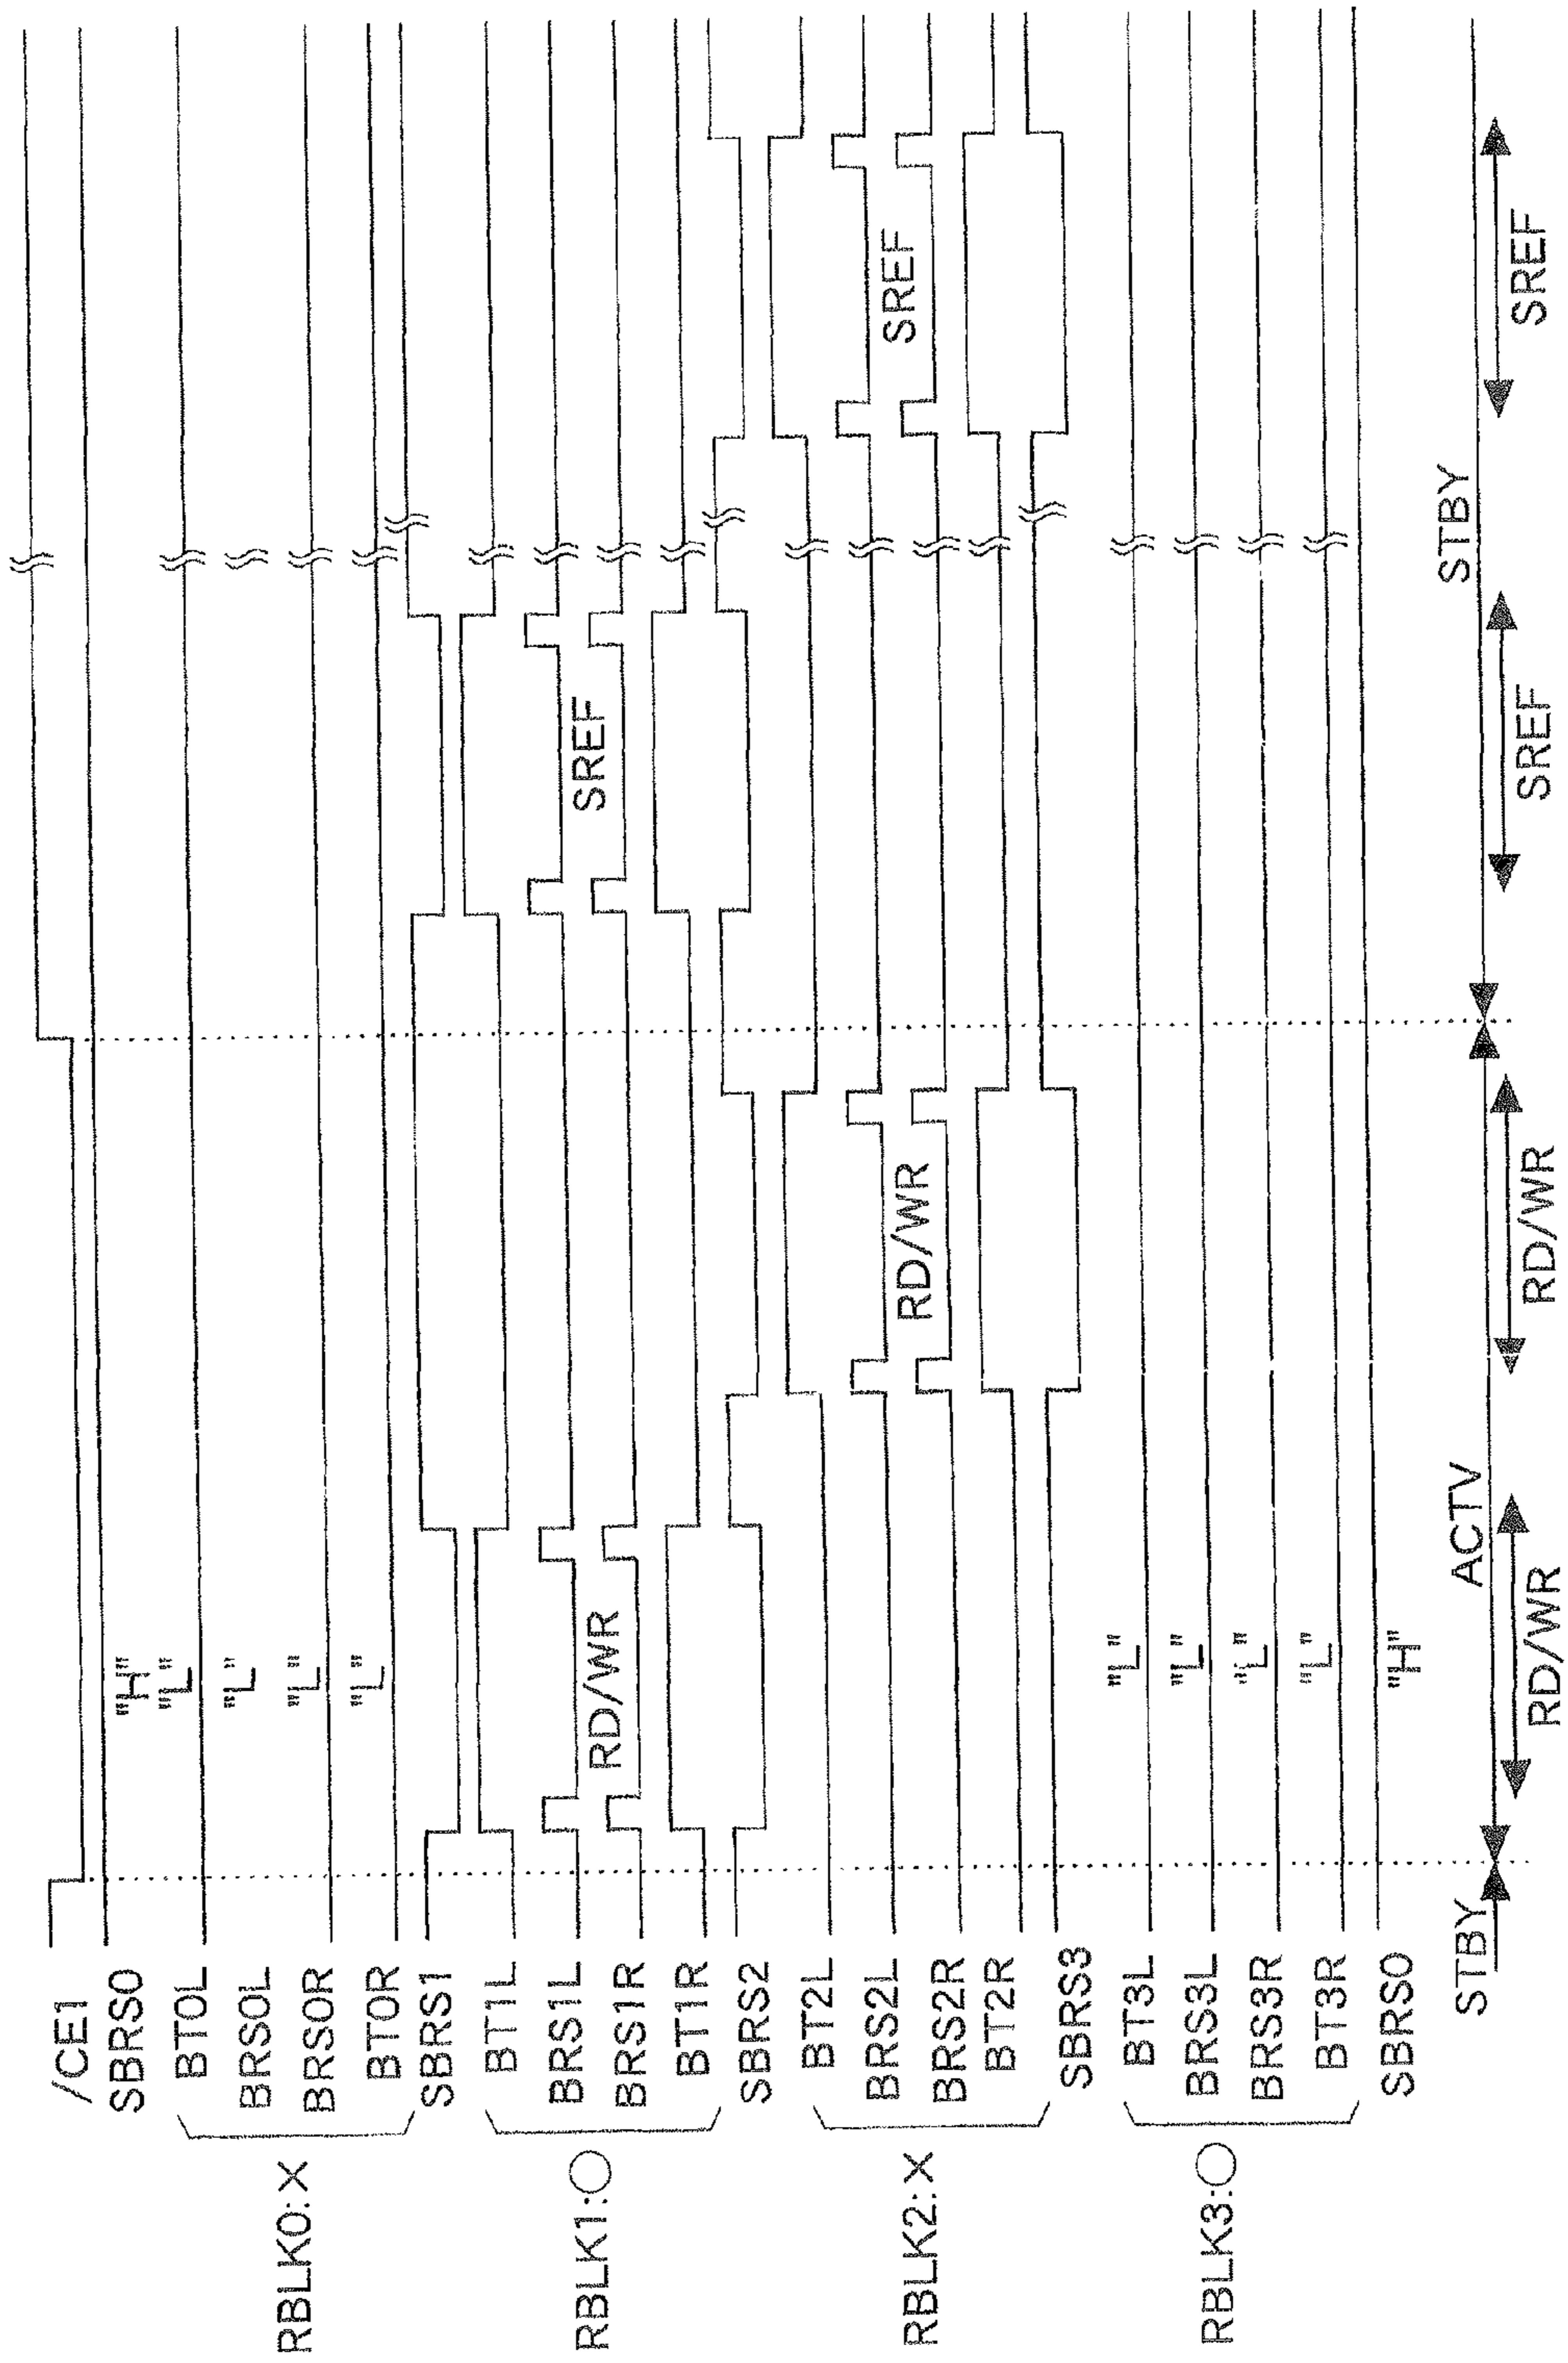 /CE1
SBRS0
"H"
RBLK0:×
BT0L
"L"
BRS0L
"L"
BRS0R
"L"
BT0R
"L"
SBRS1
RBLK1:○
BT1L
BRS1L
RD/WR
SREF
BRS1R
BT1R
SBRS2
RBLK2:×
BT2L
BRS2L
RD/WR
SREF
BRS2R
BT2R
SBRS3
RBLK3:○
BT3L
"L"
BRS3L
"L"
BRS3R
"L"
BT3R
"L"
SBRS0
"H"
STBY
ACTV
STBY
RD/WR
RD/WR
SREF
SREF